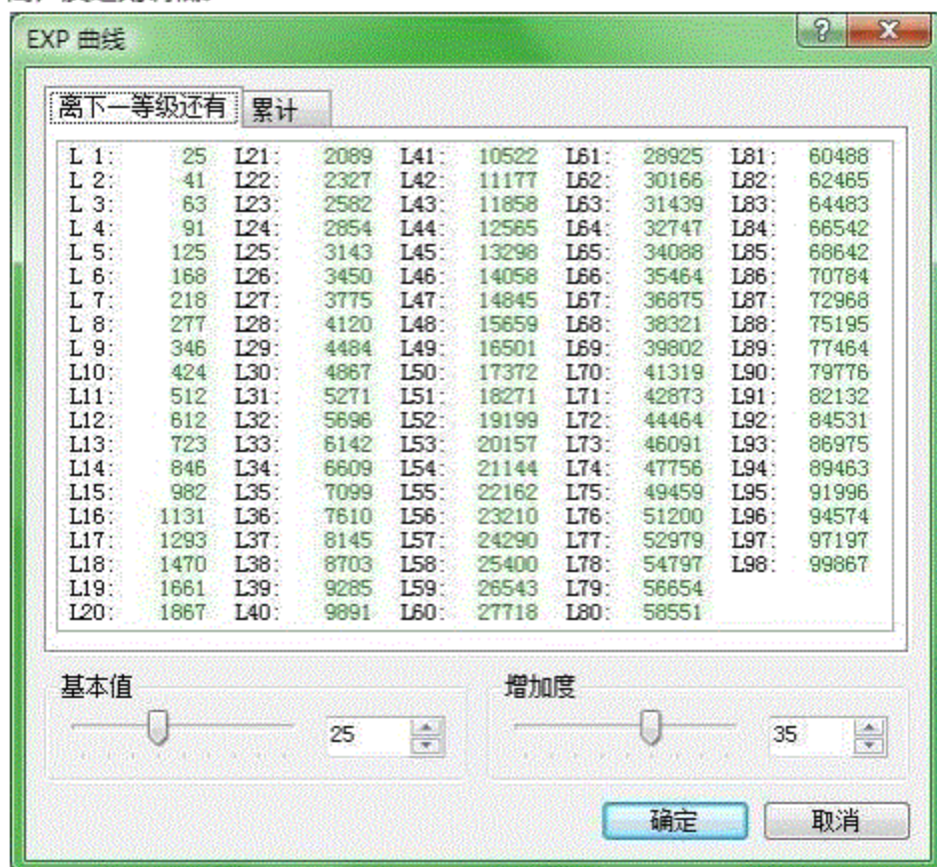 EXP 曲线
离下一等级还有 累计
L 1: 25 L21: 2089 L41: 10522 L61: 28925 L81: 60488
L 2: 41 L22: 2327 L42: 11177 L62: 30166 L82: 62465
L 3: 63 L23: 2582 L43: 11858 L63: 31439 L83: 64483
L 4: 91 L24: 2854 L44: 12565 L64: 32747 L84: 66542
L 5: 125 L25: 3143 L45: 13298 L65: 34088 L85: 68642
L 6: 168 L26: 3450 L46: 14058 L66: 35464 L86: 70784
L 7: 218 L27: 3775 L47: 14845 L67: 36875 L87: 72968
L 8: 277 L28: 4120 L48: 15659 L68: 38321 L88: 75195
L 9: 346 L29: 4484 L49: 16501 L69: 39802 L89: 77464
L10: 424 L30: 4867 L50: 17372 L70: 41319 L90: 79776
L11: 512 L31: 5271 L51: 18271 L71: 42873 L91: 82132
L12: 612 L32: 5696 L52: 19199 L72: 44464 L92: 84531
L13: 723 L33: 6142 L53: 20157 L73: 46091 L93: 86975
L14: 846 L34: 6609 L54: 21144 L74: 47756 L94: 89463
L15: 982 L35: 7099 L55: 22162 L75: 49459 L95: 91996
L16: 1131 L36: 7610 L56: 23210 L76: 51200 L96: 94574
L17: 1293 L37: 8145 L57: 24290 L77: 52979 L97: 97197
L18: 1470 L38: 8703 L58: 25400 L78: 54797 L98: 99867
L19: 1661 L39: 9285 L59: 26543 L79: 56654
L20: 1867 L40: 9891 L60: 27718 L80: 58551
基本值 增加度
25 35
确定 取消